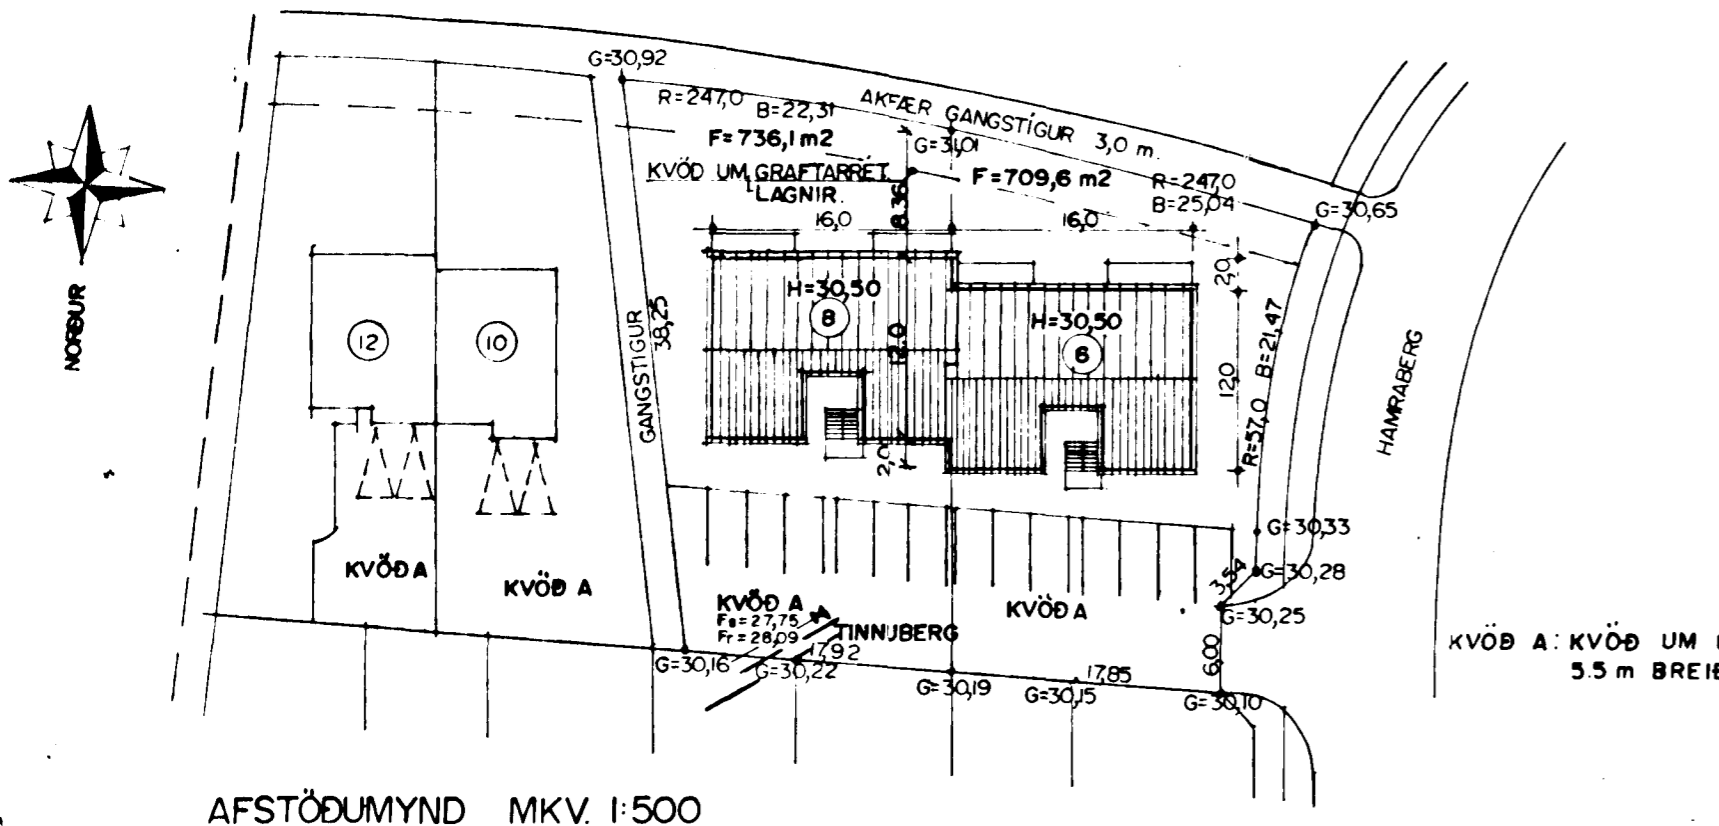 G=30,92
R=247,0 B=22,31
AKFÆR GANGSTÍGUR 3,0 m.
F=736,1 m2
G=31,01
KVÖÐ UM GRAFTARRÉT
LAGNIR.
F=709,6 m2
R=247,0
B=25,04
G=30,65
8.36
16,0
16,0
NORÐUR
H=30,50
8
H=30,50
6
2,0
12.0
12,0
2,0
12
10
GANGSTIGUR
38,25
R=57,0 B=21,47
HAMRABERG
G=30,33
G=30,28
3,54
G=30,25
KVÖÐ A
KVÖÐ A
KVÖÐ A
Fr=28,09
KVÖÐ A
TINNUBERG
17,92
G=30,16
G=30,22
G=30,19
G=30,15
17,85
6,00
G=30,10
KVÖÐ A: KVÖÐ UM
5.5 m
AFSTÖÐUMYND MKV. 1:500